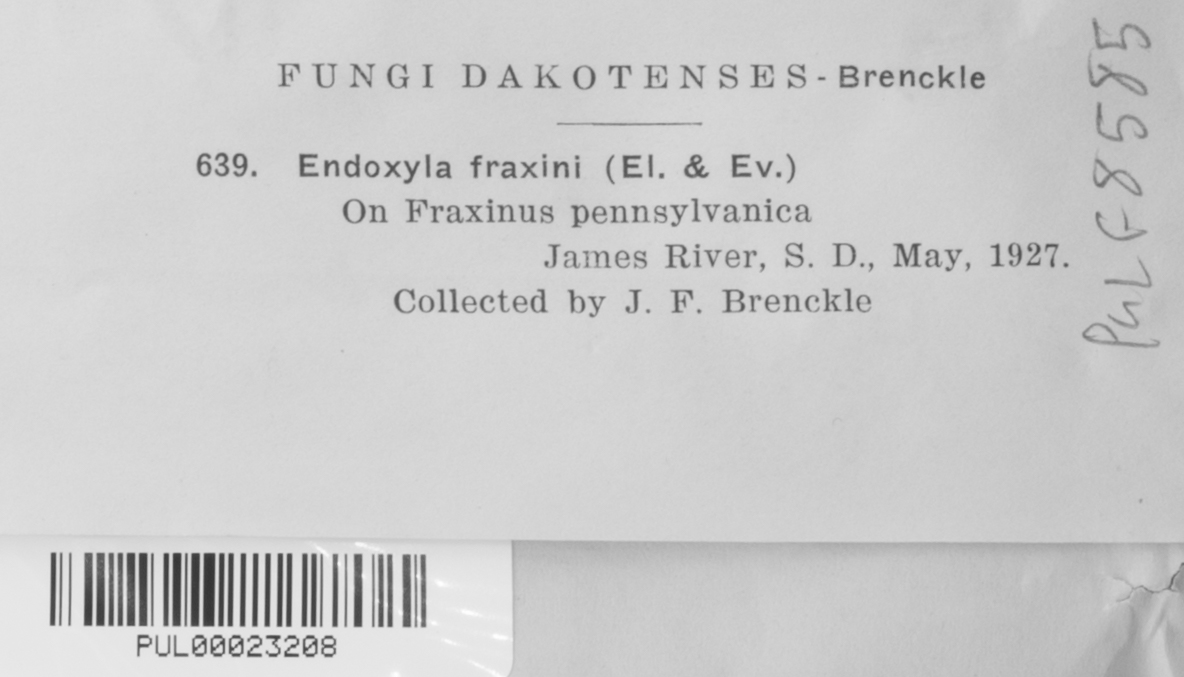 FUNGI DAKOTENSES - Brenckle
639. Endoxyla fraxini (El. & Ev.)
On Fraxinus pennsylvanica
James River, S. D., May, 1927.
Collected by J. F. Brenckle
PUL F8585
PUL00023208